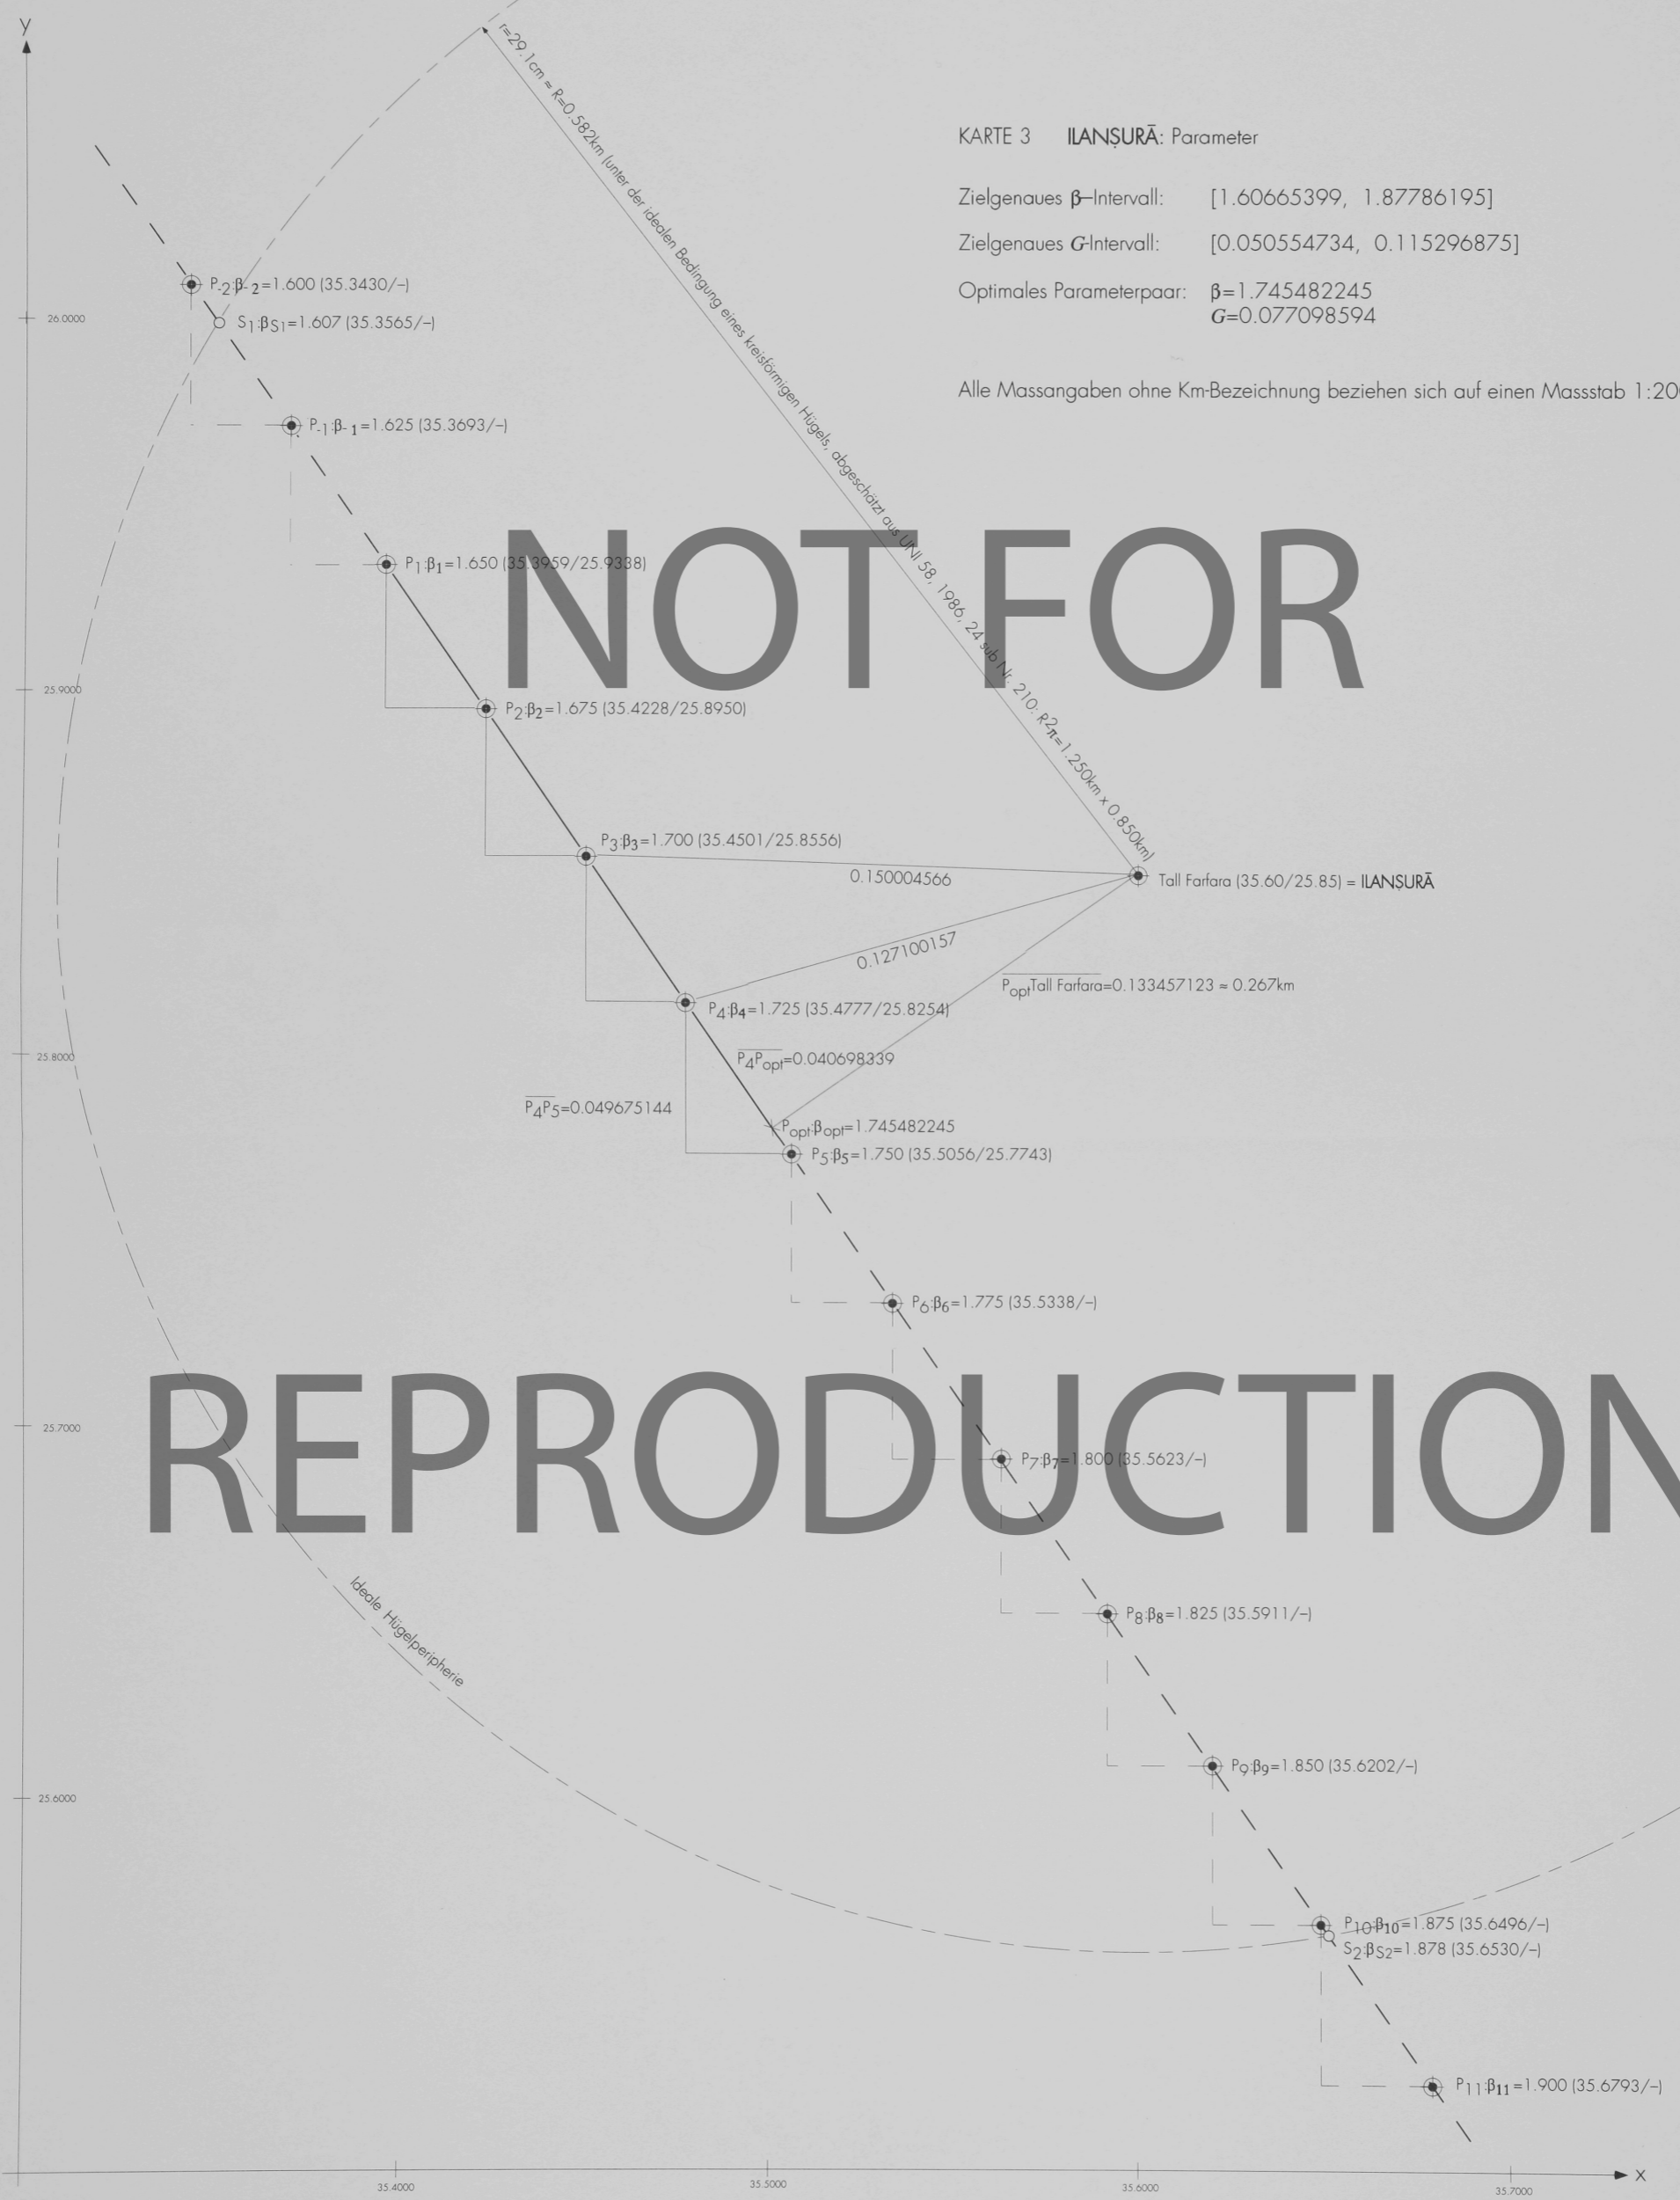 y
r=29.1cm ≈ R=0.582km (unter der idealen Bedingung eines kreisförmigen Hügels, abgeschätzt aus UNI 58, 1986, 24 sub Nr. 210: R²π=1.250km x 0.850km)
KARTE 3 ILANṢURĀ: Parameter
Zielgenaues β-Intervall: [1.60665399, 1.87786195]
Zielgenaues G-Intervall: [0.050554734, 0.115296875]
Optimales Parameterpaar: β=1.745482245
G=0.077098594
Alle Massangaben ohne Km-Bezeichnung beziehen sich auf einen Massstab 1:20
P-2:β-2=1.600 (35.3430/–)
26.0000
S1:βS1=1.607 (35.3565/–)
P-1:β-1=1.625 (35.3693/–)
NOT FOR
P1:β1=1.650 (35.3959/25.9338)
25.9000
P2:β2=1.675 (35.4228/25.8950)
P3:β3=1.700 (35.4501/25.8556)
0.150004566
Tall Farfara (35.60/25.85) = ILANṢURĀ
0.127100157
PoptTall Farfara=0.133457123 ≈ 0.267km
P4:β4=1.725 (35.4777/25.8254)
25.8000
P4Popt=0.040698339
P4P5=0.049675144
Popt:βopt=1.745482245
P5:β5=1.750 (35.5056/25.7743)
P6:β6=1.775 (35.5338/–)
REPRODUCTION
25.7000
P7:β7=1.800 (35.5623/–)
Ideale Hügelperipherie
P8:β8=1.825 (35.5911/–)
P9:β9=1.850 (35.6202/–)
25.6000
P10:β10=1.875 (35.6496/–)
S2:βS2=1.878 (35.6530/–)
P11:β11=1.900 (35.6793/–)
x
35.4000 35.5000 35.6000 35.7000